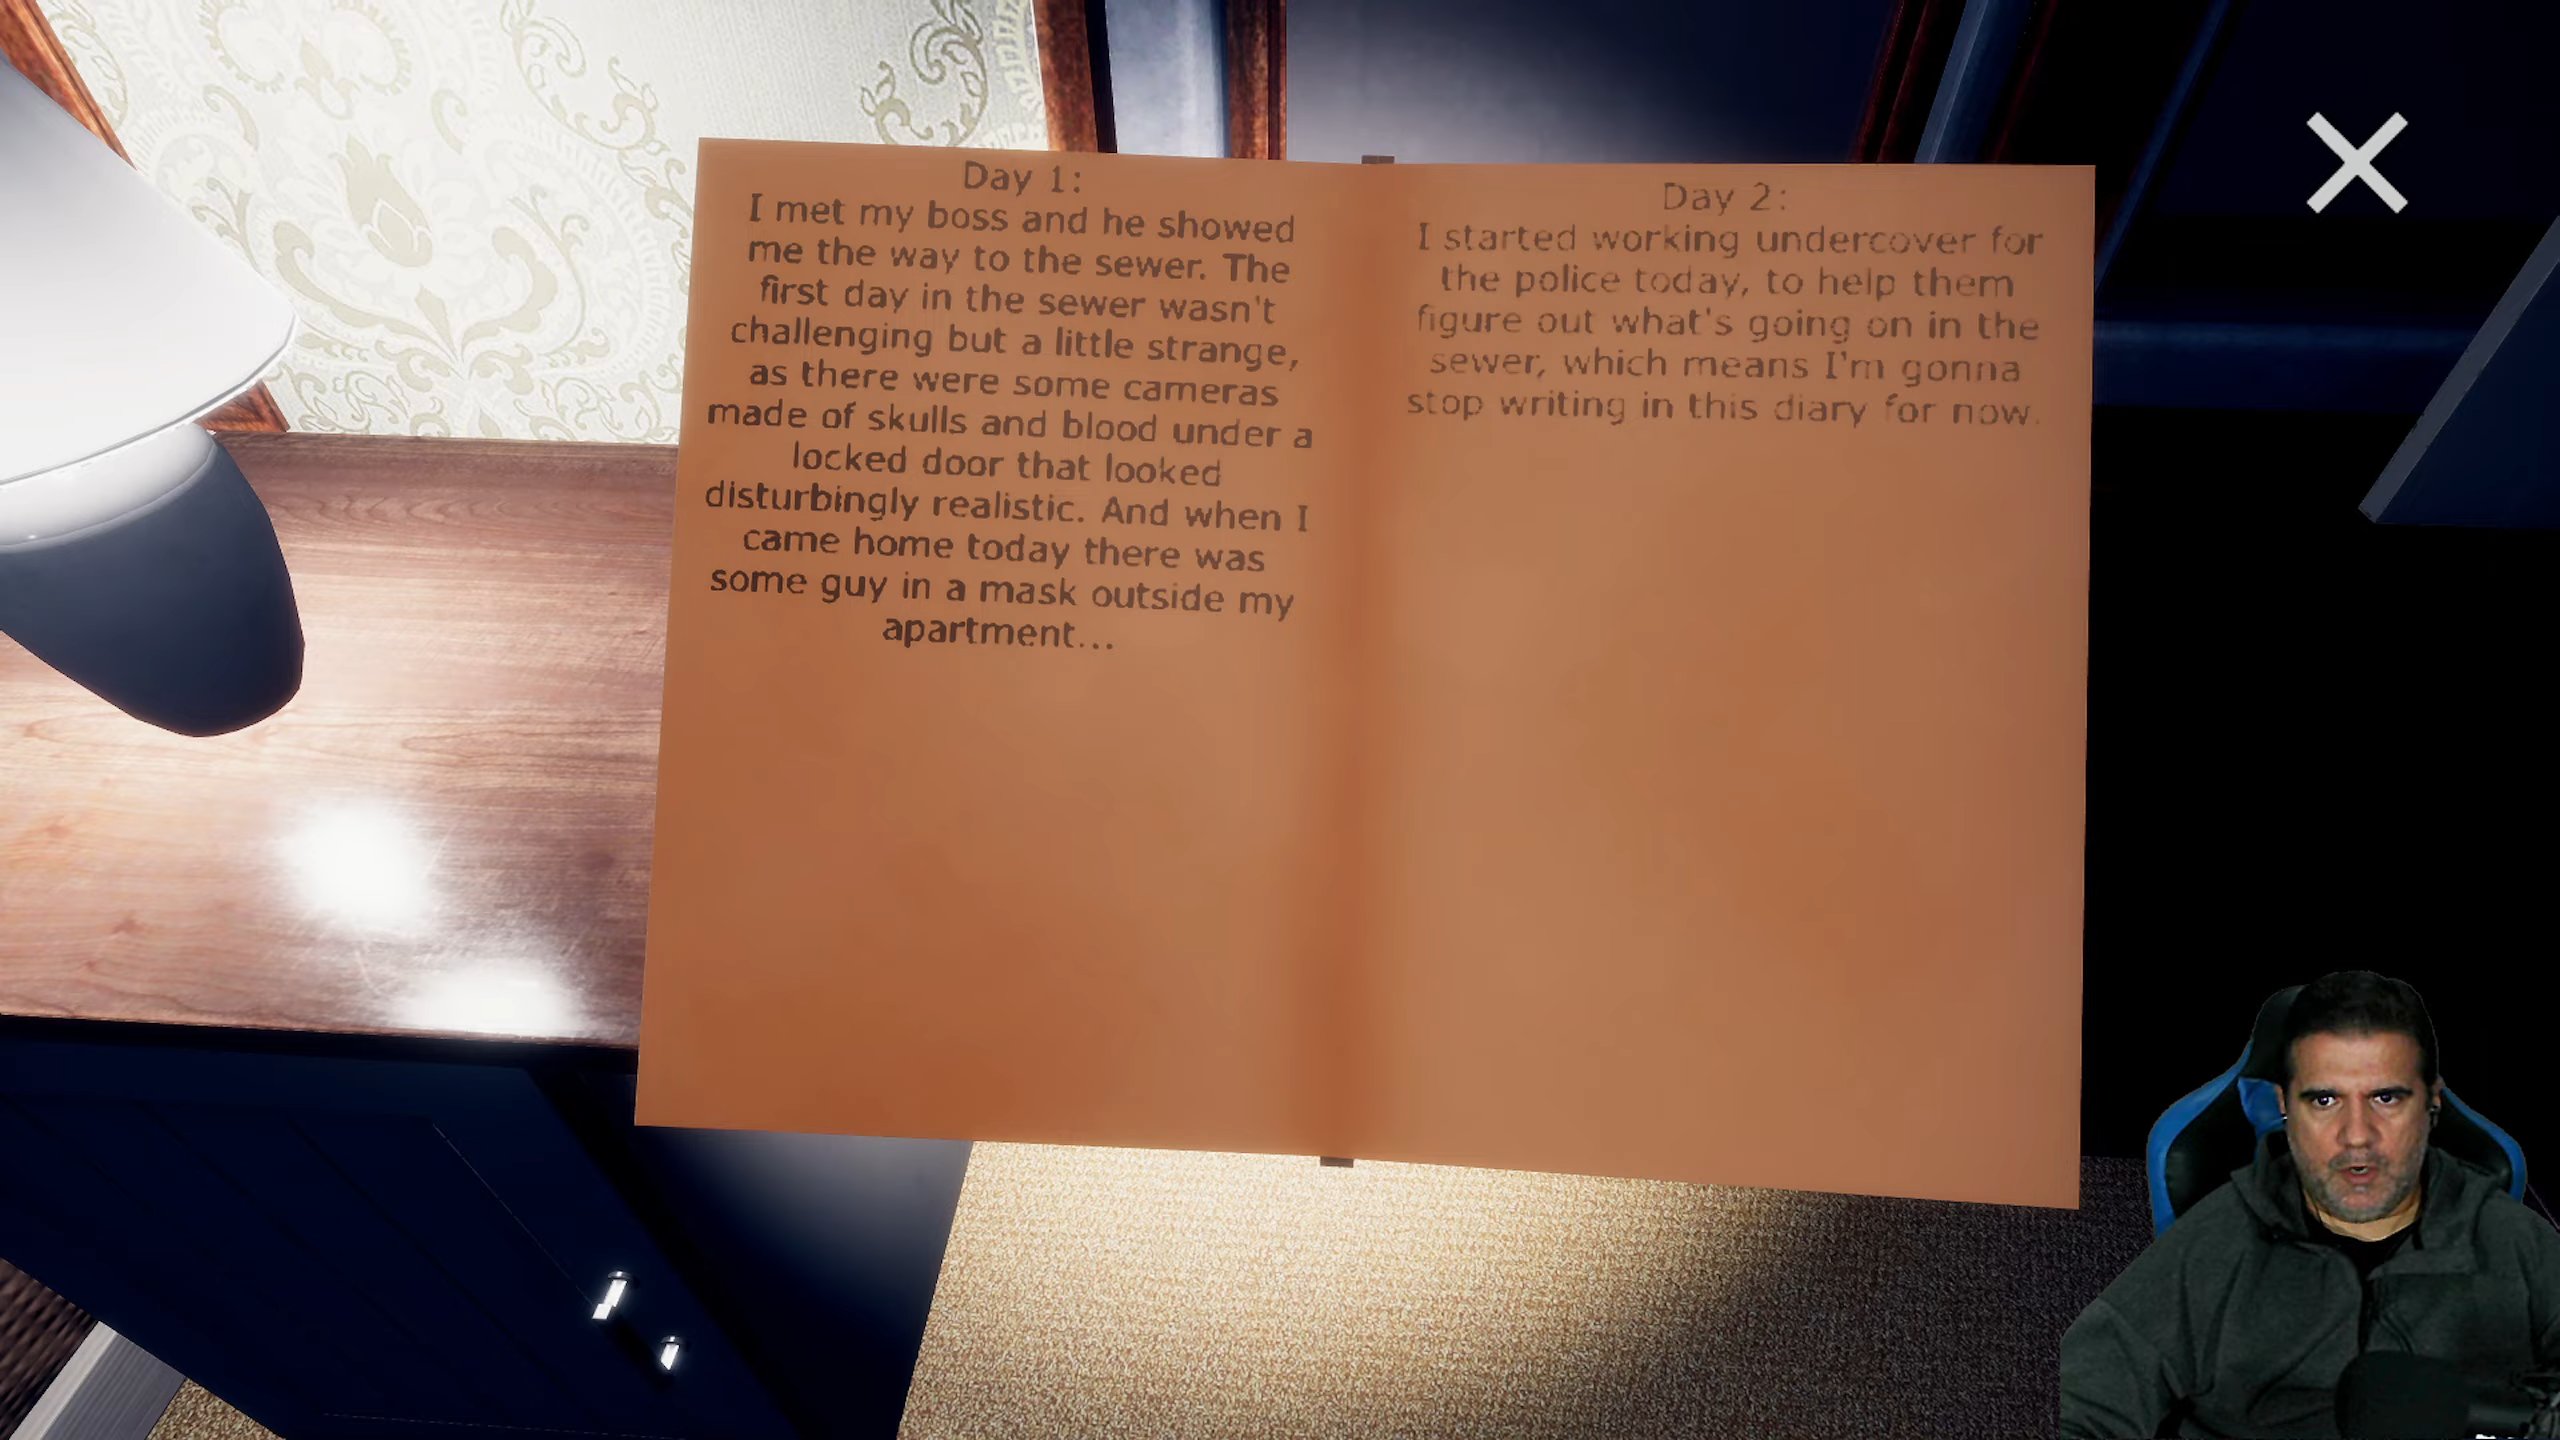 Day 1:
I met my boss and he showed
me the way to the sewer. The
first day in the sewer wasn't
challenging but a little strange,
as there were some cameras
made of skulls and blood under a
locked door that looked
disturbingly realistic. And when I
came home today there was
some guy in a mask outside my
apartment...
Day 2:
I started working undercover for
the police today, to help them
figure out what's going on in the
sewer, which means I'm gonna
stop writing in this diary for now.